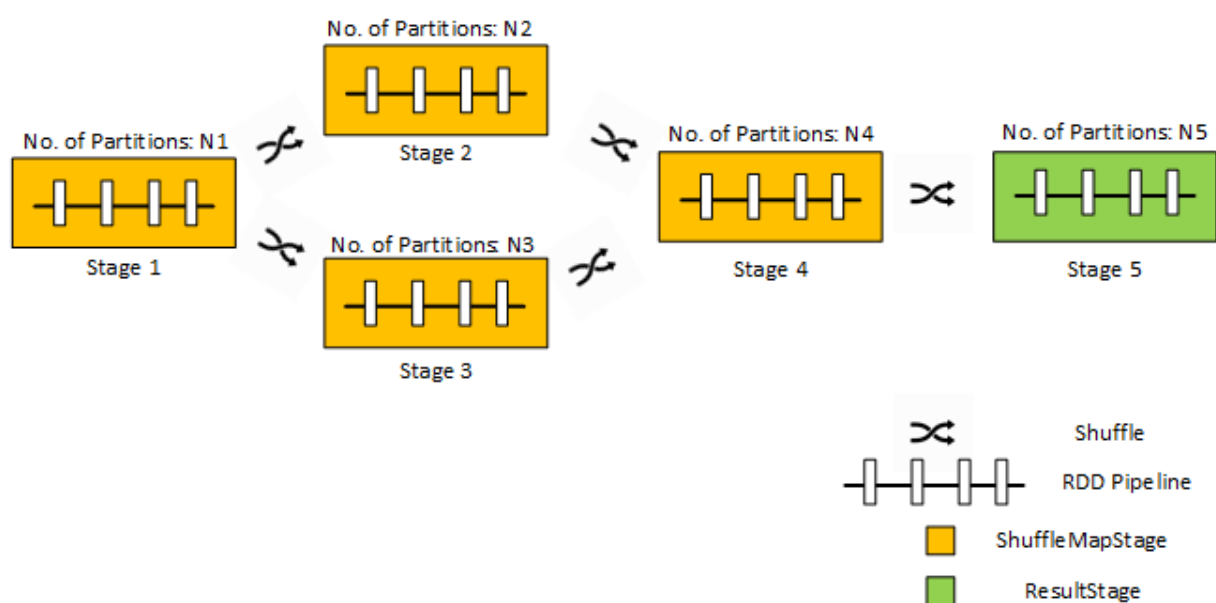 No. of Partitions: N2
Stage 2
No. of Partitions: N1
Stage 1
No. of Partitions: N3
Stage 3
No. of Partitions: N4
Stage 4
No. of Partitions: N5
Stage 5
Shuffle
RDD Pipeline
ShuffleMapStage
ResultStage